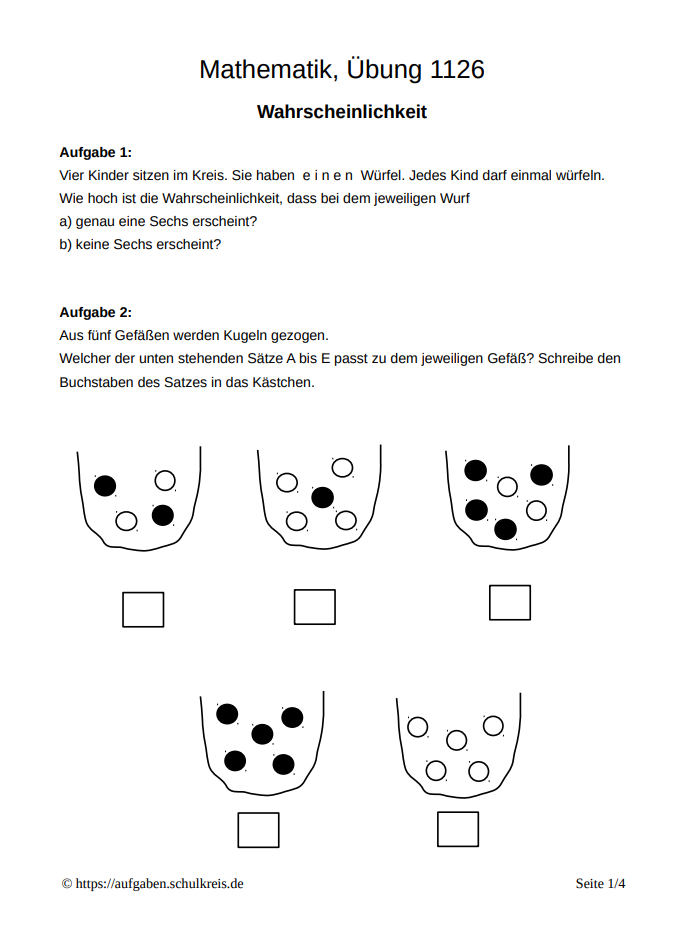 Mathematik, Übung 1126
Wahrscheinlichkeit
Aufgabe 1:
Vier Kinder sitzen im Kreis. Sie haben  e i n e n  Würfel. Jedes Kind darf einmal würfeln.
Wie hoch ist die Wahrscheinlichkeit, dass bei dem jeweiligen Wurf
a) genau eine Sechs erscheint?
b) keine Sechs erscheint?
Aufgabe 2:
Aus fünf Gefäßen werden Kugeln gezogen.
Welcher der unten stehenden Sätze A bis E passt zu dem jeweiligen Gefäß? Schreibe den
Buchstaben des Satzes in das Kästchen.
© https://aufgaben.schulkreis.de
Seite 1/4